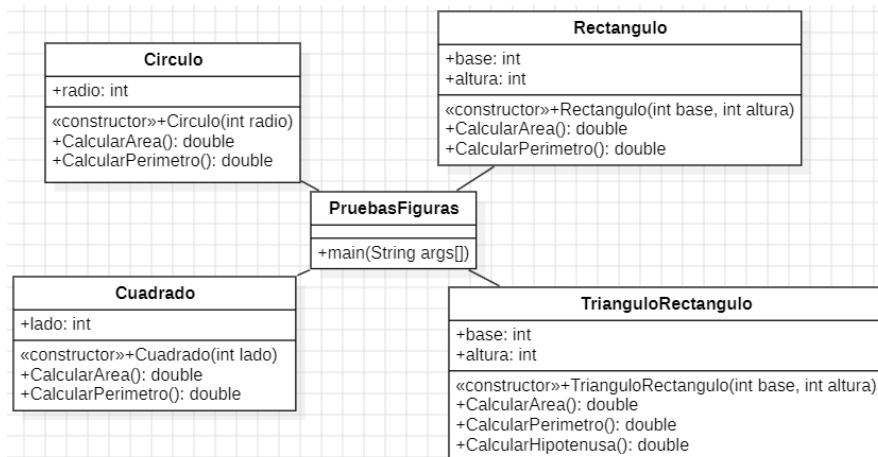 Circulo
+radio: int
«constructor»+Circulo(int radio)
+CalcularArea(): double
+CalcularPerimetro(): double
Rectangulo
+base: int
+altura: int
«constructor»+Rectangulo(int base, int altura)
+CalcularArea(): double
+CalcularPerimetro(): double
PruebasFiguras
+main(String args[])
Cuadrado
+lado: int
«constructor»+Cuadrado(int lado)
+CalcularArea(): double
+CalcularPerimetro(): double
TrianguloRectangulo
+base: int
+altura: int
«constructor»+TrianguloRectangulo(int base, int altura)
+CalcularArea(): double
+CalcularPerimetro(): double
+CalcularHipotenusa(): double